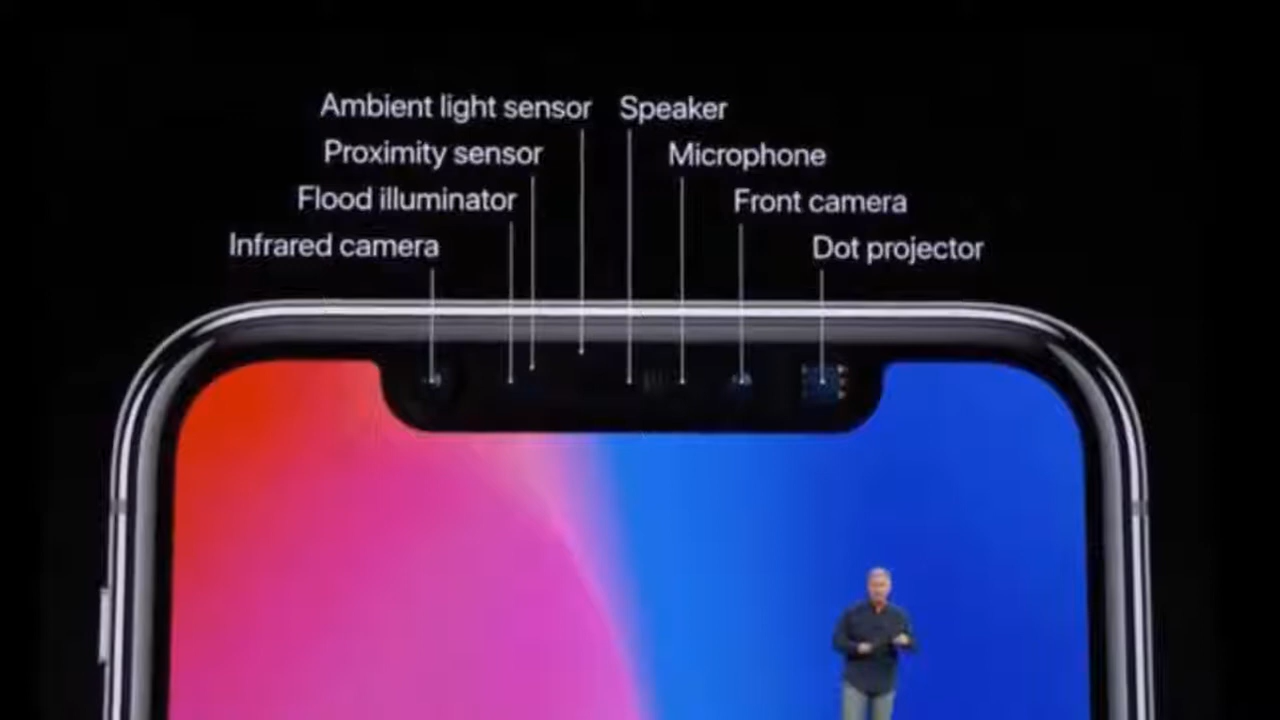 Ambient light sensor
Speaker
Proximity sensor
Microphone
Flood illuminator
Front camera
Infrared camera
Dot projector